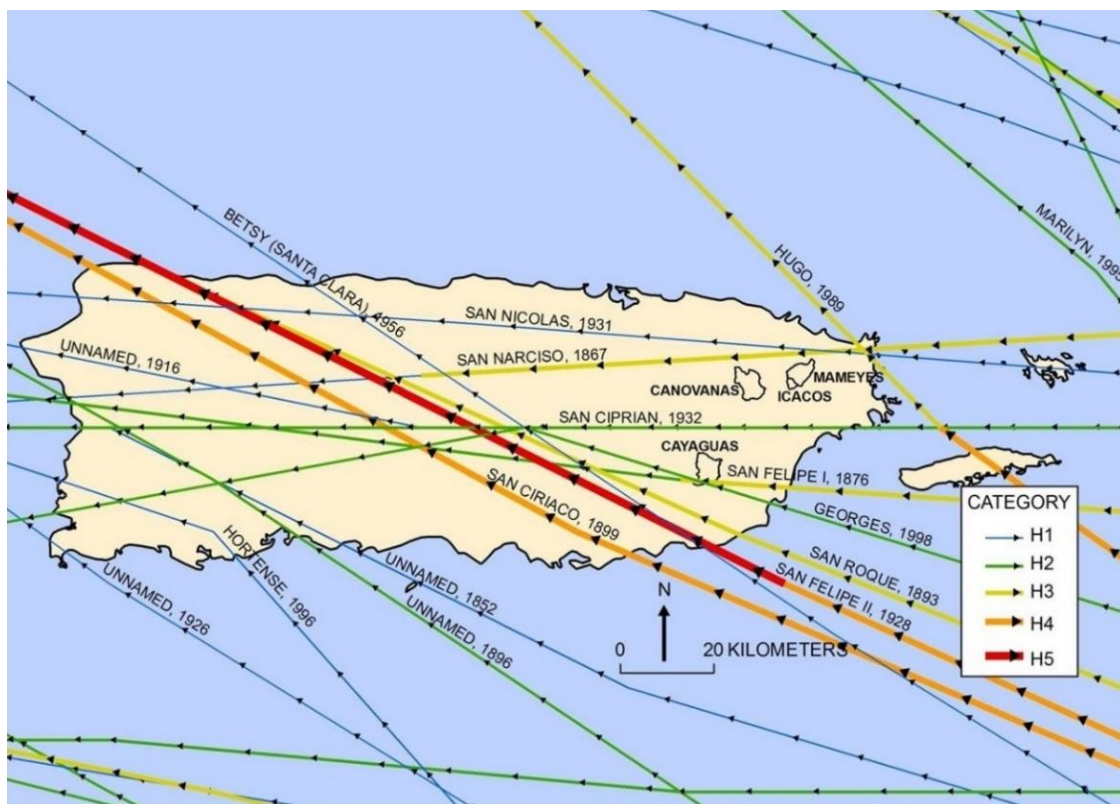 MARILYN, 1995
HUGO, 1989
BETSY (SANTA CLARA), 4956
SAN NICOLAS, 1931
UNNAMED, 1916
SAN NARCISO, 1867
CANOVANAS
MAMEYES
ICACOS
SAN CIPRIAN, 1932
CAYAGUAS
SAN FELIPE I, 1876
SAN CIRIACO, 1899
GEORGES, 1998
HORTENSE, 1996
UNNAMED, 1852
SAN ROQUE, 1893
UNNAMED, 1926
UNNAMED, 1896
SAN FELIPE II, 1928
N
0 20 KILOMETERS
CATEGORY
H1
H2
H3
H4
H5